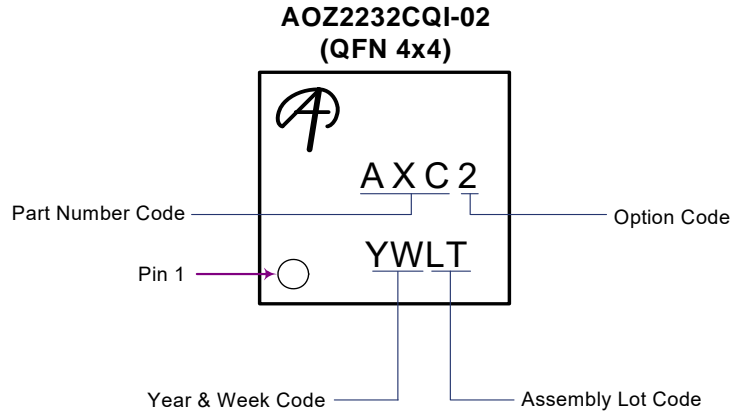 AOZ2232CQI-02
(QFN 4x4)
AXC2
Part Number Code
Option Code
YWLT
Pin 1
Year & Week Code
Assembly Lot Code